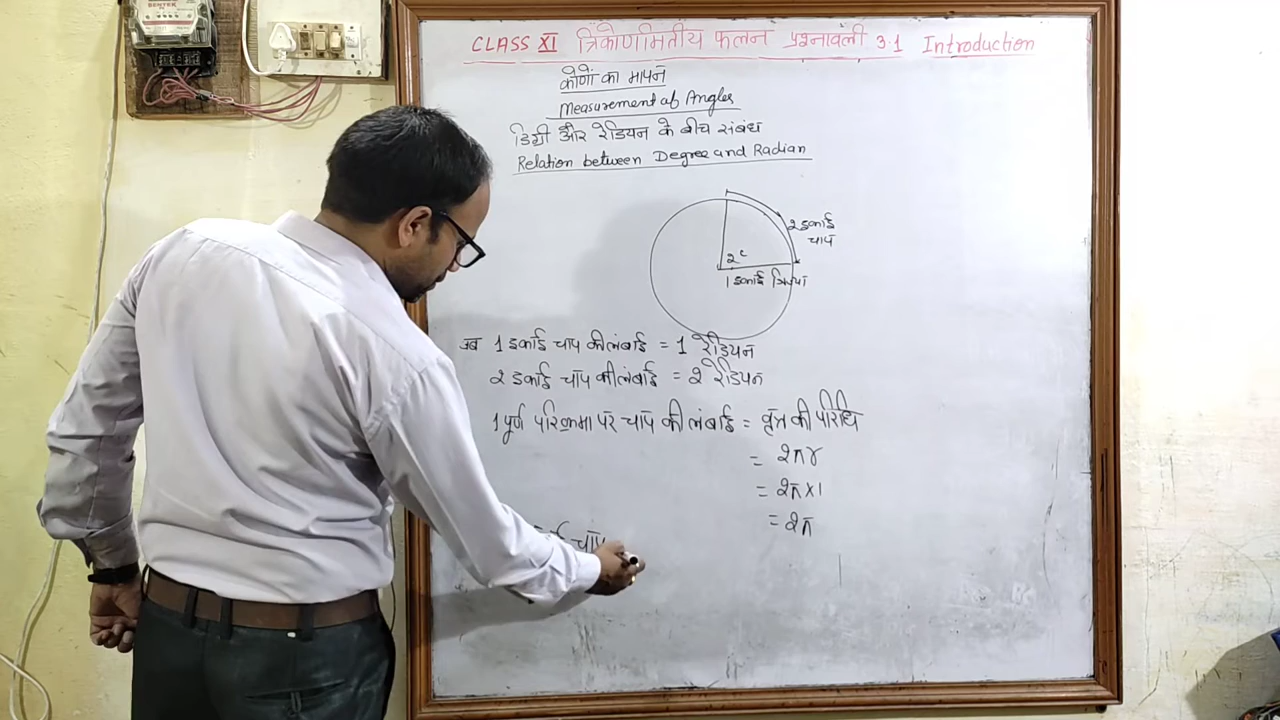 CLASS XI त्रिकोणमितीय फलन प्रश्नावली 3.1 Introduction
कोणों का मापन
Measurement of Angles
डिग्री और रेडियन के बीच संबंध
Relation between Degree and Radian
2 इकाई
चाप
2ᶜ
1 इकाई त्रिज्या
अब 1 इकाई चाप की लंबाई = 1 रेडियन
2 इकाई चाप की लंबाई = 2 रेडियन
1 पूर्ण परिक्रमा पर चाप की लंबाई = वृत्त की परिधि
= 2πr
= 2π×1
= 2π
चाप